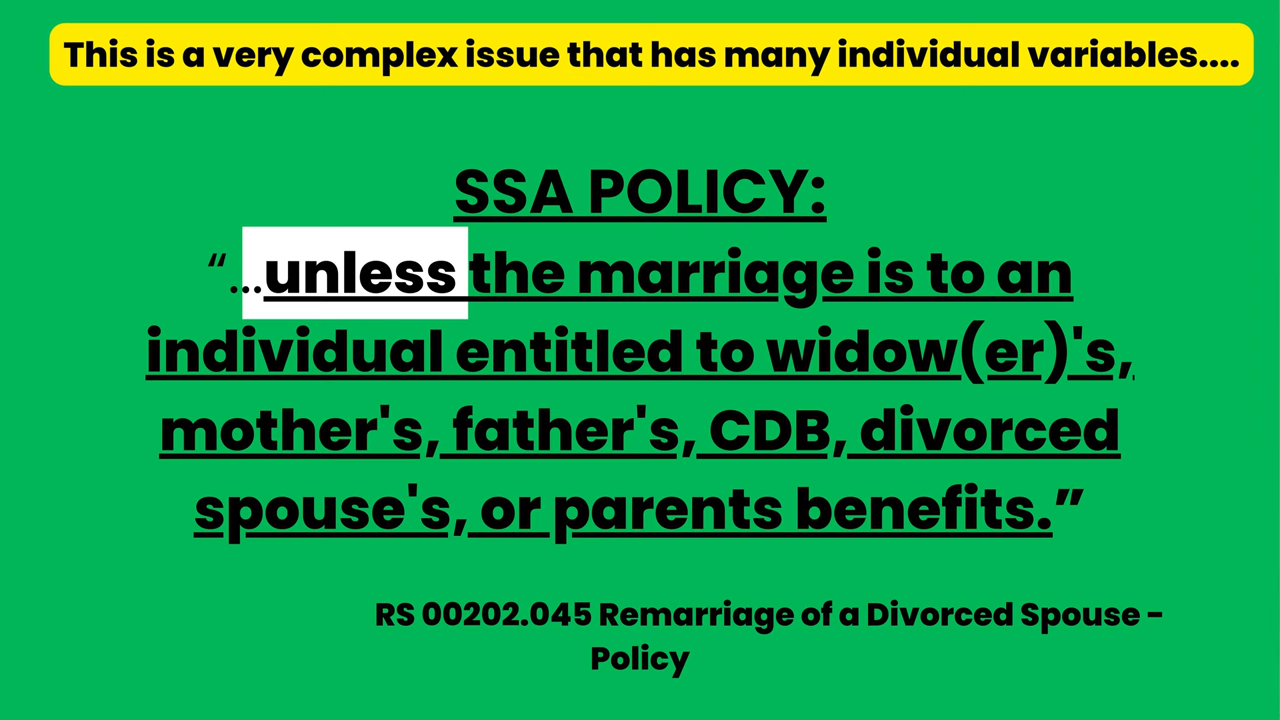 This is a very complex issue that has many individual variables....
SSA POLICY:
“...unless the marriage is to an
individual entitled to widow(er)'s,
mother's, father's, CDB, divorced
spouse's, or parents benefits.”
RS 00202.045 Remarriage of a Divorced Spouse -
Policy